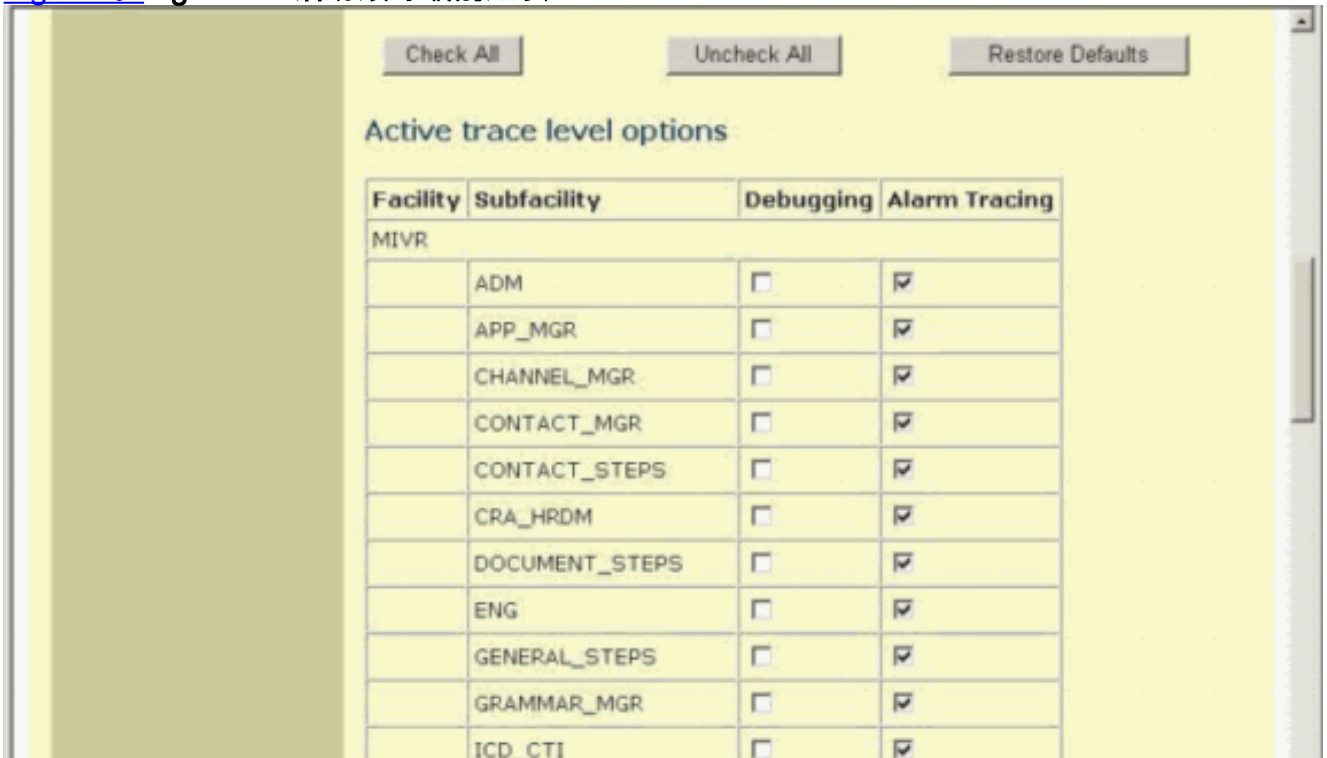 Check All Uncheck All Restore Defaults
Active trace level options
Facility Subfacility Debugging Alarm Tracing
MIVR
ADM
APP_MGR
CHANNEL_MGR
CONTACT_MGR
CONTACT_STEPS
CRA_HRDM
DOCUMENT_STEPS
ENG
GENERAL_STEPS
GRAMMAR_MGR
ICD_CTI